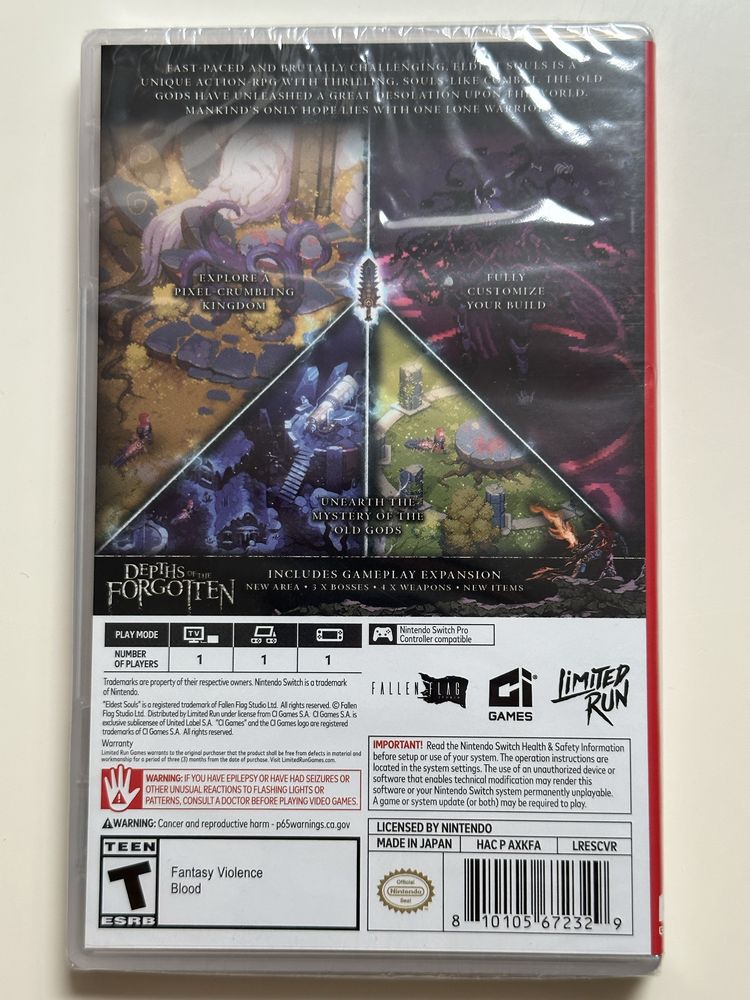 FAST-PACED AND BRUTALLY CHALLENGING, ELDEST SOULS IS A
UNIQUE ACTION-RPG WITH THRILLING, SOULS-LIKE COMBAT. THE OLD
GODS HAVE UNLEASHED A GREAT DESOLATION UPON THE WORLD.
MANKIND'S ONLY HOPE LIES WITH ONE LONE WARRIOR
EXPLORE A
PIXEL-CRUMBLING
KINGDOM
FULLY
CUSTOMIZE
YOUR BUILD
UNEARTH THE
MYSTERY OF THE
OLD GODS
DEPTHS OF THE
FORGOTTEN
INCLUDES GAMEPLAY EXPANSION
NEW AREA • 3 X BOSSES • 4 X WEAPONS • NEW ITEMS
PLAY MODE
TV
NUMBER
OF PLAYERS
1
1
1
Nintendo Switch Pro
Controller compatible
Trademarks are property of their respective owners. Nintendo Switch is a trademark
of Nintendo.
"Eldest Souls" is a registered trademark of Fallen Flag Studio Ltd. All rights reserved. © Fallen
Flag Studio Ltd. Distributed by Limited Run under license from CI Games S.A. CI Games S.A. is
exclusive sublicensee of United Label S.A. "CI Games" and the CI Games logo are registered
trademarks of CI Games S.A. All rights reserved.
Warranty
Limited Run Games warrants to the original purchaser that the product shall be free from defects in material and
workmanship for a period of three (3) months from the date of purchase. Visit LimitedRunGames.com.
FALLEN FLAG
STUDIO
CI
GAMES
LIMITED
RUN
WARNING: IF YOU HAVE EPILEPSY OR HAVE HAD SEIZURES OR
OTHER UNUSUAL REACTIONS TO FLASHING LIGHTS OR
PATTERNS, CONSULT A DOCTOR BEFORE PLAYING VIDEO GAMES.
IMPORTANT! Read the Nintendo Switch Health & Safety Information
before setup or use of your system. The operation instructions are
located in the system settings. The use of an unauthorized device or
software that enables technical modification may render this
software or your Nintendo Switch system permanently unplayable.
A game or system update (or both) may be required to play.
WARNING: Cancer and reproductive harm - p65warnings.ca.gov
TEEN
T
ESRB
Fantasy Violence
Blood
LICENSED BY NINTENDO
MADE IN JAPAN
HAC P AXKFA
LRESCVR
Official
Nintendo
Seal
8 10105 67232 9